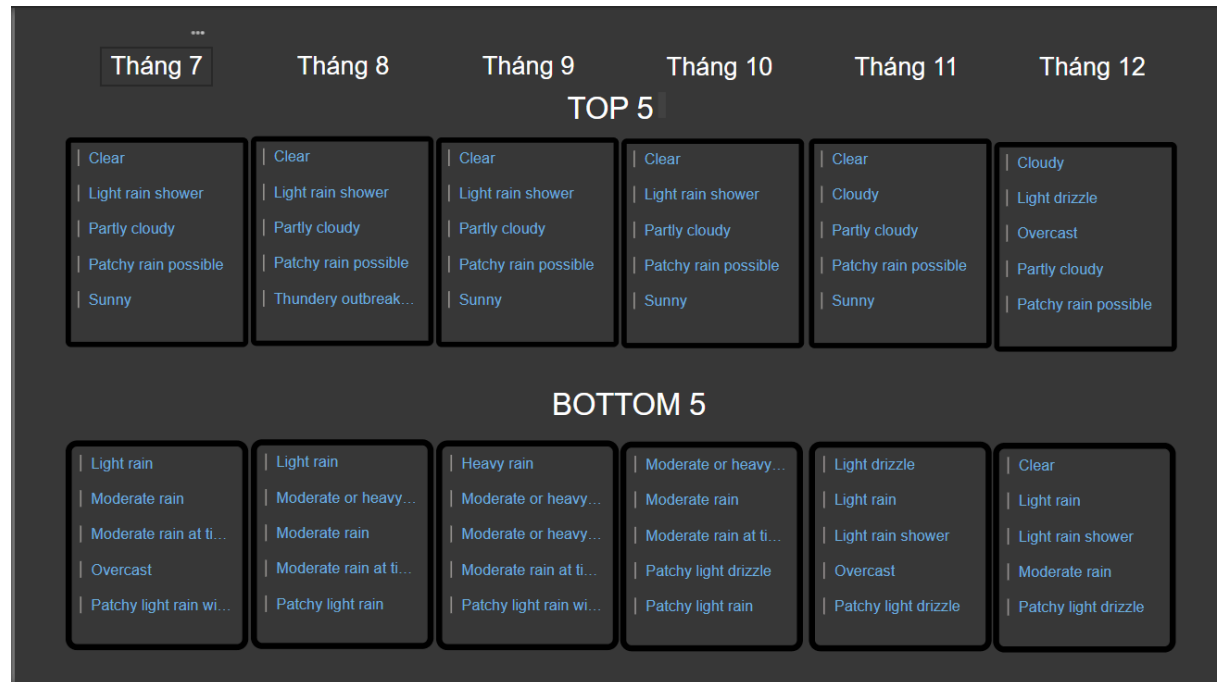 Tháng 7 Tháng 8 Tháng 9 Tháng 10 Tháng 11 Tháng 12
TOP 5
Clear
Light rain shower
Partly cloudy
Patchy rain possible
Sunny
Clear
Light rain shower
Partly cloudy
Patchy rain possible
Thundery outbreak...
Clear
Light rain shower
Partly cloudy
Patchy rain possible
Sunny
Clear
Light rain shower
Partly cloudy
Patchy rain possible
Sunny
Clear
Cloudy
Partly cloudy
Patchy rain possible
Sunny
Cloudy
Light drizzle
Overcast
Partly cloudy
Patchy rain possible
BOTTOM 5
Light rain
Moderate rain
Moderate rain at ti...
Overcast
Patchy light rain wi...
Light rain
Moderate or heavy...
Moderate rain
Moderate rain at ti...
Patchy light rain
Heavy rain
Moderate or heavy...
Moderate or heavy...
Moderate rain at ti...
Patchy light rain wi...
Moderate or heavy...
Moderate rain
Moderate rain at ti...
Patchy light drizzle
Patchy light rain
Light drizzle
Light rain
Light rain shower
Overcast
Patchy light drizzle
Clear
Light rain
Light rain shower
Moderate rain
Patchy light drizzle